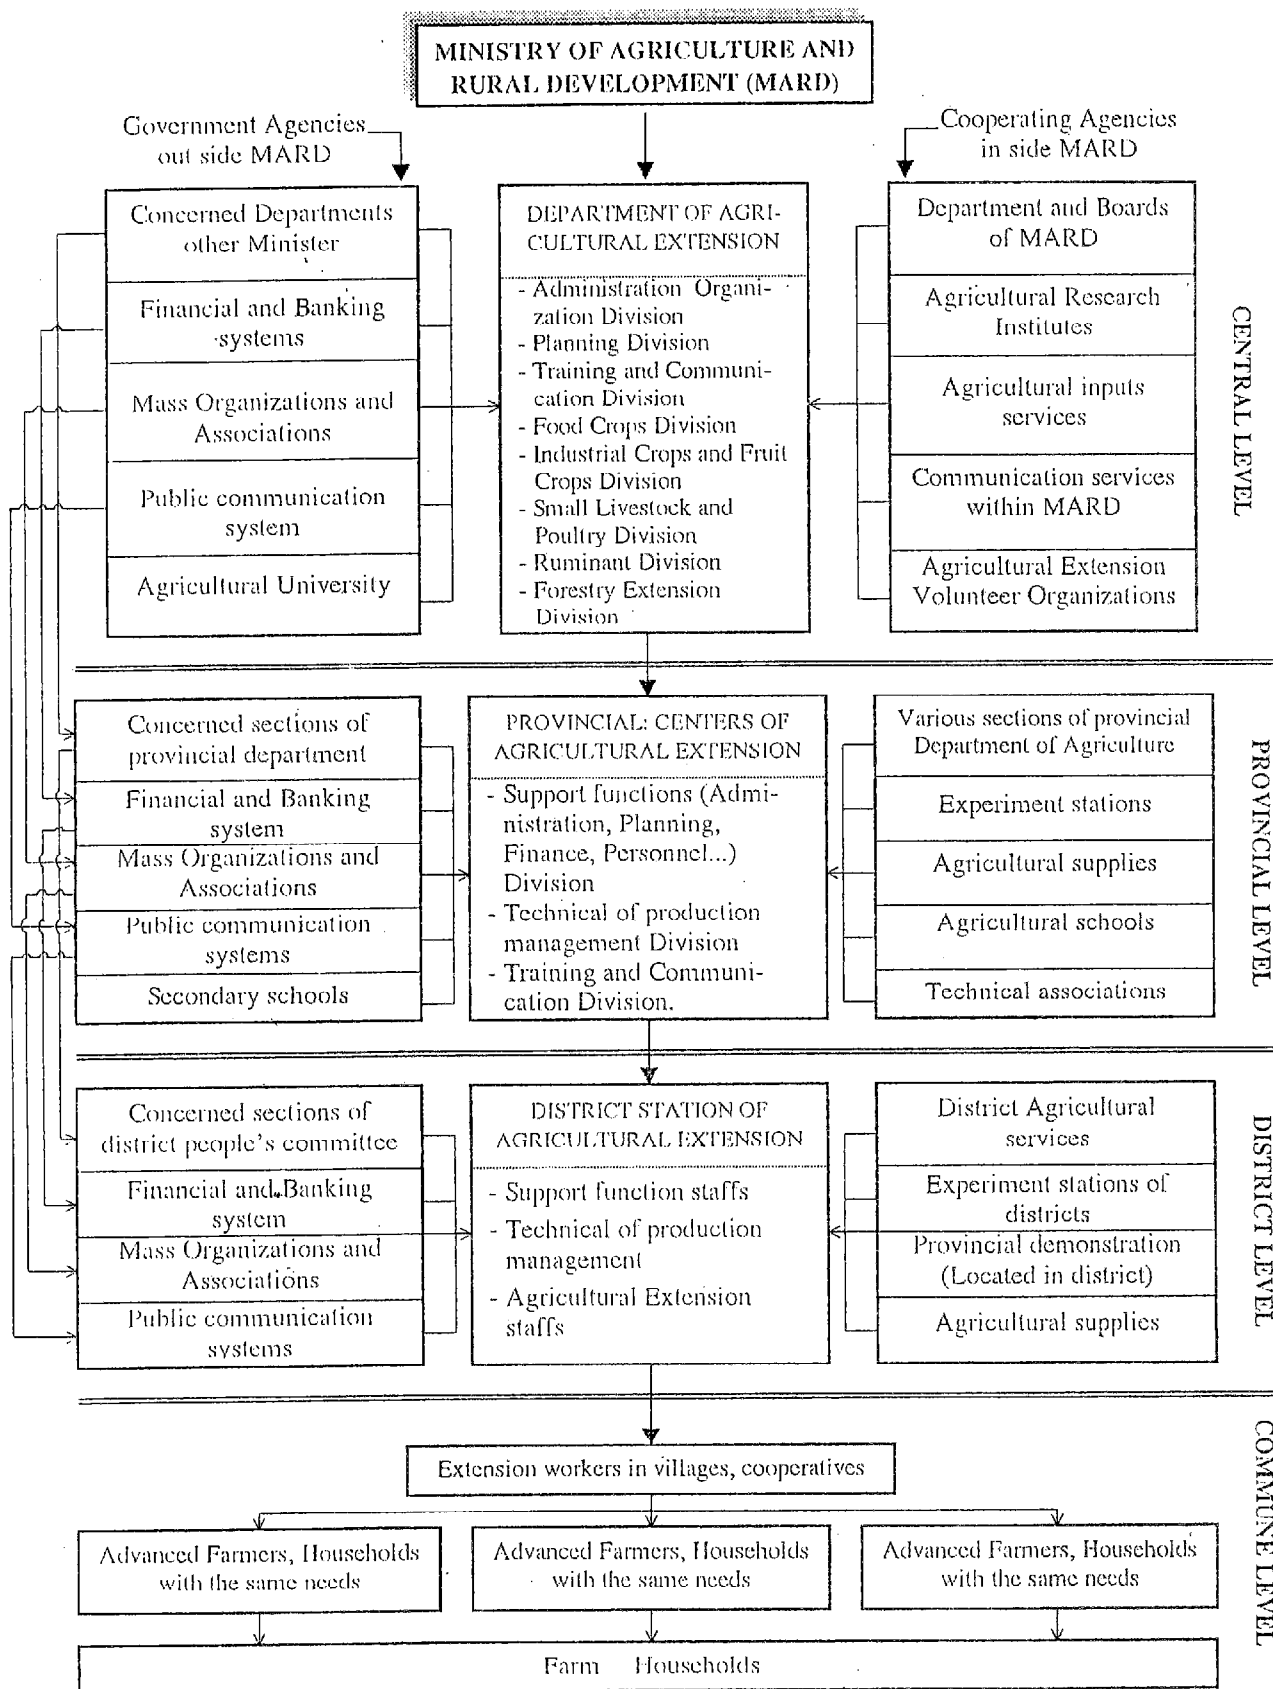 MINISTRY OF AGRICULTURE AND
RURAL DEVELOPMENT (MARD)
Government Agencies
out side MARD
Cooperating Agencies
in side MARD
Concerned Departments
other Minister
Financial and Banking
systems
Mass Organizations and
Associations
Public communication
system
Agricultural University
DEPARTMENT OF AGRI-
CULTURAL EXTENSION
- Administration Organi-
zation Division
- Planning Division
- Training and Communi-
cation Division
- Food Crops Division
- Industrial Crops and Fruit
Crops Division
- Small Livestock and
Poultry Division
- Ruminant Division
- Forestry Extension
Division
Department and Boards
of MARD
Agricultural Research
Institutes
Agricultural inputs
services
Communication services
within MARD
Agricultural Extension
Volunteer Organizations
CENTRAL LEVEL
Concerned sections of
provincial department
Financial and Banking
system
Mass Organizations and
Associations
Public communication
systems
Secondary schools
PROVINCIAL: CENTERS OF
AGRICULTURAL EXTENSION
- Support functions (Admi-
nistration, Planning,
Finance, Personnel...)
Division
- Technical of production
management Division
- Training and Communi-
cation Division.
Various sections of provincial
Department of Agriculture
Experiment stations
Agricultural supplies
Agricultural schools
Technical associations
PROVINCIAL LEVEL
Concerned sections of
district people's committee
Financial and Banking
system
Mass Organizations and
Associations
Public communication
systems
DISTRICT STATION OF
AGRICULTURAL EXTENSION
- Support function staffs
- Technical of production
management
- Agricultural Extension
staffs
District Agricultural
services
Experiment stations of
districts
Provincial demonstration
(Located in district)
Agricultural supplies
DISTRICT LEVEL
Extension workers in villages, cooperatives
Advanced Farmers, Households
with the same needs
Advanced Farmers, Households
with the same needs
Advanced Farmers, Households
with the same needs
Farm Households
COMMUNE LEVEL